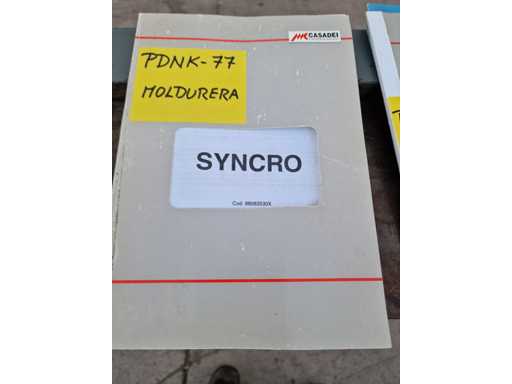 CASADEI
PDNK-77
MOLDURERA
SYNCRO